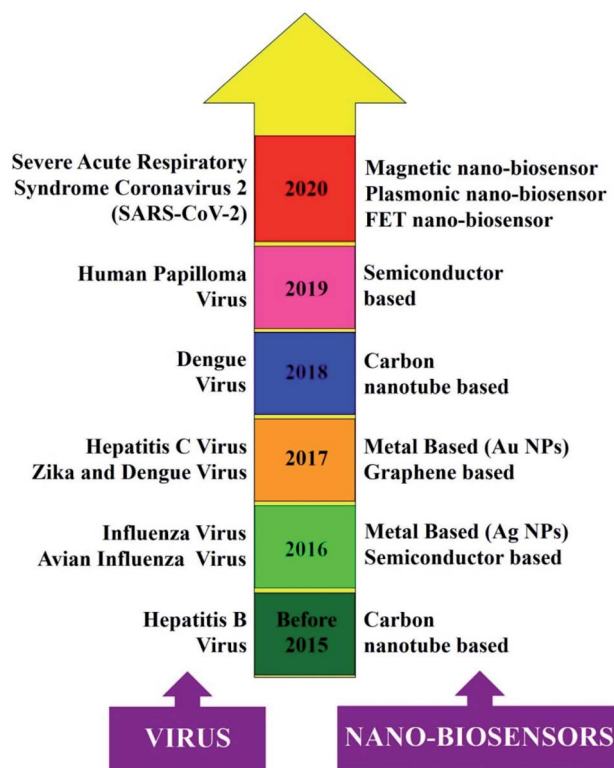 Severe Acute Respiratory
Syndrome Coronavirus 2
(SARS-CoV-2)
2020
Magnetic nano-biosensor
Plasmonic nano-biosensor
FET nano-biosensor
Human Papilloma
Virus
2019
Semiconductor
based
Dengue
Virus
2018
Carbon
nanotube based
Hepatitis C Virus
Zika and Dengue Virus
2017
Metal Based (Au NPs)
Graphene based
Influenza Virus
Avian Influenza Virus
2016
Metal Based (Ag NPs)
Semiconductor based
Hepatitis B
Virus
Before
2015
Carbon
nanotube based
VIRUS
NANO-BIOSENSORS